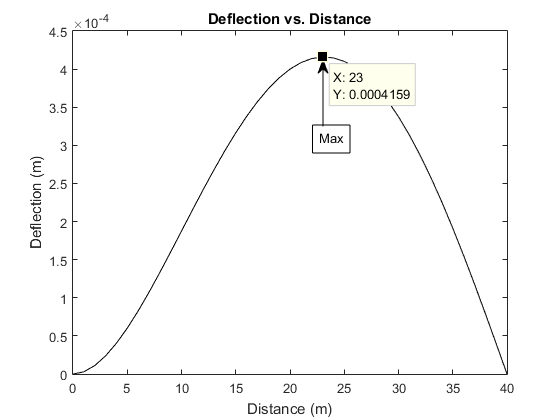 Deflection vs. Distance
×10-4
4.5
4
3.5
3
2.5
2
1.5
1
0.5
0
Deflection (m)
X: 23
Y: 0.0004159
Max
0 5 10 15 20 25 30 35 40
Distance (m)